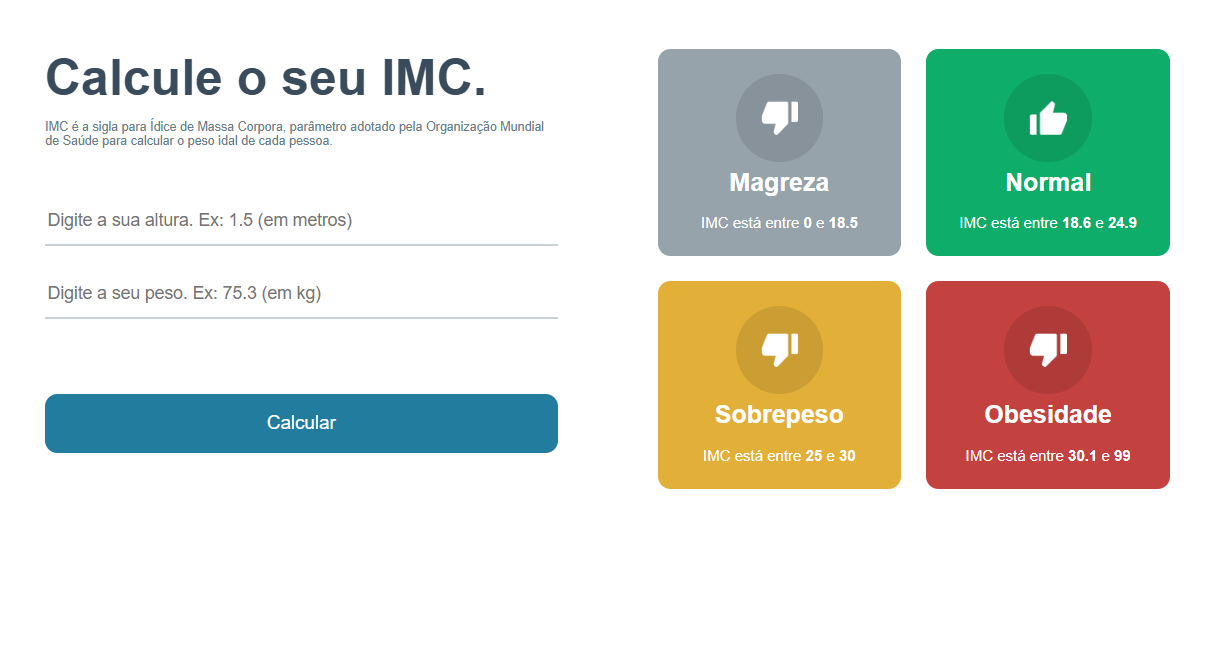 Calcule o seu IMC.
IMC é a sigla para Ídice de Massa Corpora, parâmetro adotado pela Organização Mundial
de Saúde para calcular o peso idal de cada pessoa.
Digite a sua altura. Ex: 1.5 (em metros)
Digite a seu peso. Ex: 75.3 (em kg)
Calcular
Magreza
IMC está entre 0 e 18.5
Normal
IMC está entre 18.6 e 24.9
Sobrepeso
IMC está entre 25 e 30
Obesidade
IMC está entre 30.1 e 99